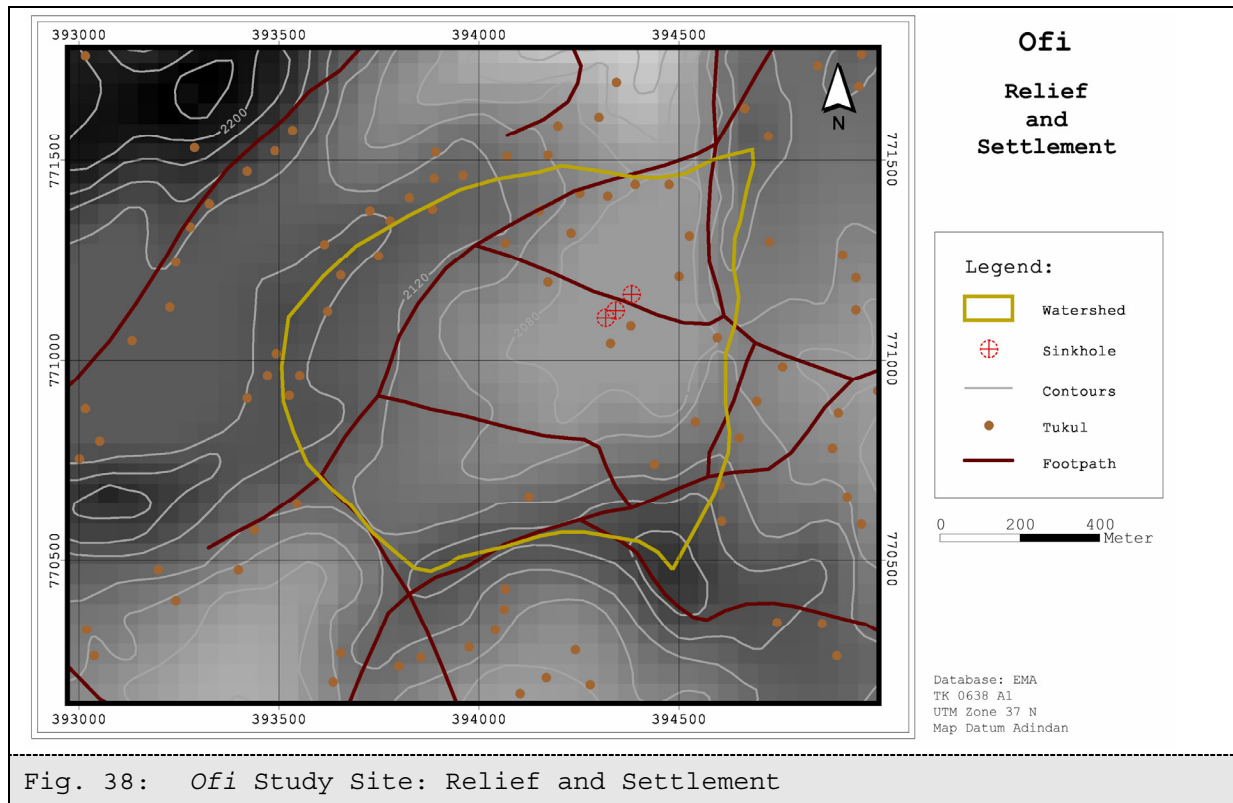 393000 393500 394000 394500
771500
771000
770500
771500
771000
770500
2200
2120
2080
N
393000 393500 394000 394500
Ofi
Relief
and
Settlement
Legend:
Watershed
Sinkhole
Contours
Tukul
Footpath
0 200 400
Meter
Database: EMA
TK 0638 A1
UTM Zone 37 N
Map Datum Adindan
Fig. 38: Ofi Study Site: Relief and Settlement